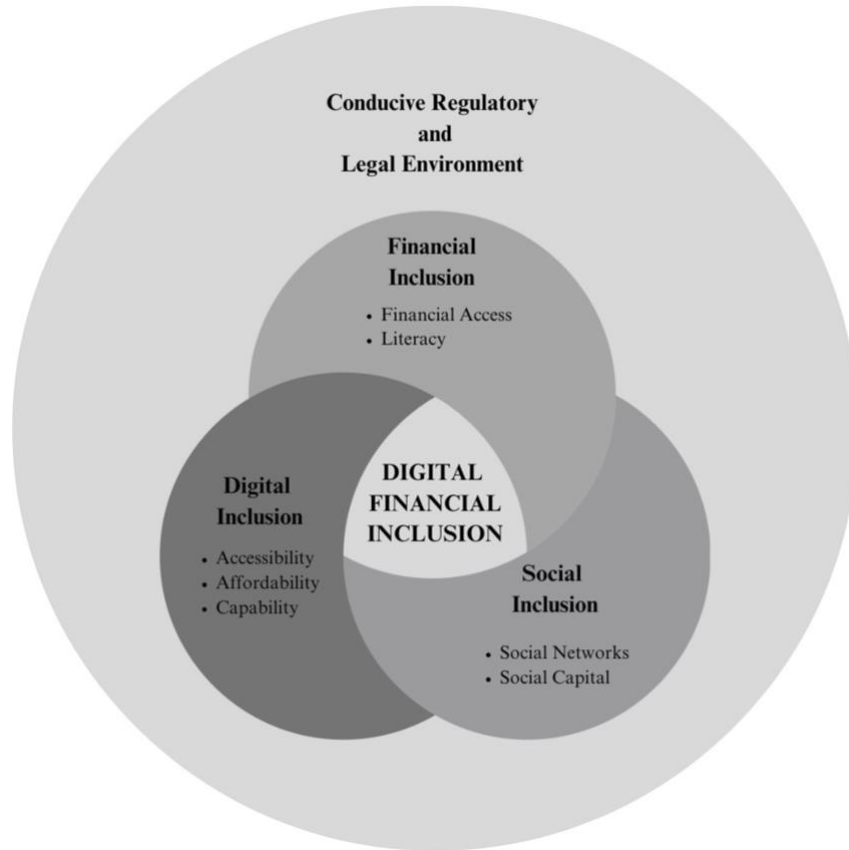 Conducive Regulatory
and
Legal Environment
Financial
Inclusion
• Financial Access
• Literacy
Digital
Inclusion
• Accessibility
• Affordability
• Capability
DIGITAL
FINANCIAL
INCLUSION
Social
Inclusion
• Social Networks
• Social Capital